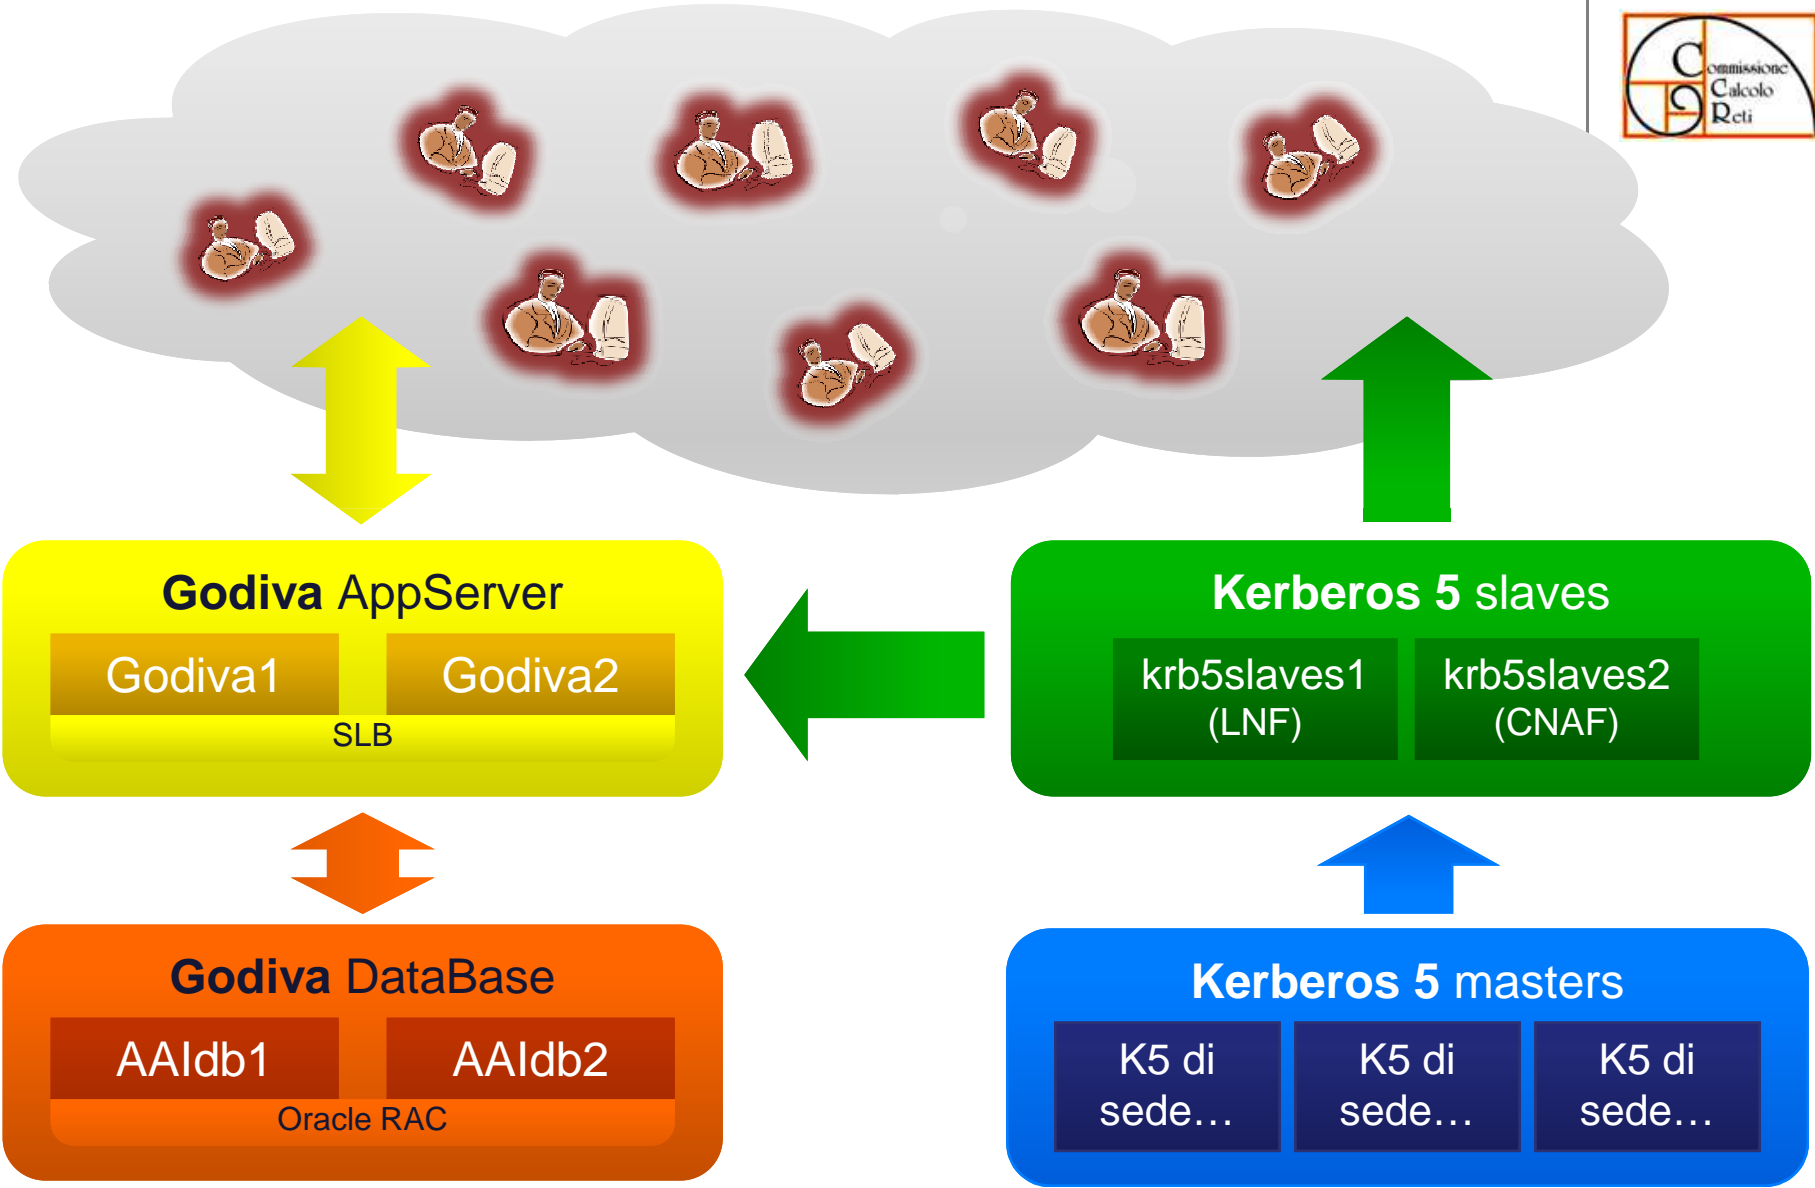 Commissione
Calcolo
Reti
Godiva AppServer
Godiva1
Godiva2
SLB
Kerberos 5 slaves
krb5slaves1
(LNF)
krb5slaves2
(CNAF)
Godiva DataBase
AAIdb1
AAIdb2
Oracle RAC
Kerberos 5 masters
K5 di
sede…
K5 di
sede…
K5 di
sede…